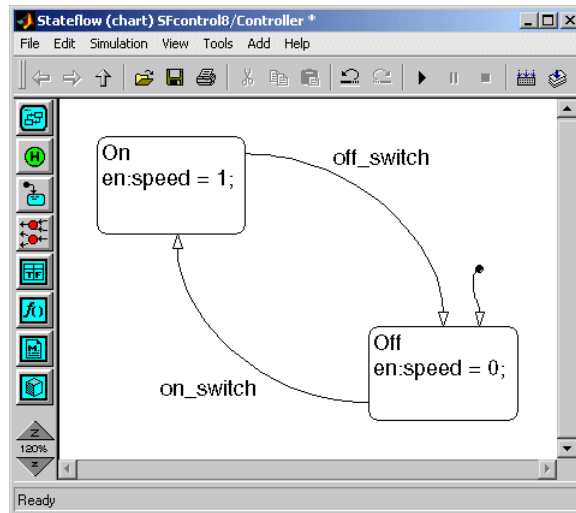 Stateflow (chart) SFcontrol8/Controller *
File Edit Simulation View Tools Add Help
On
en:speed = 1;
off_switch
Off
en:speed = 0;
on_switch
H
TF
f()
M
Z
120%
z
Ready